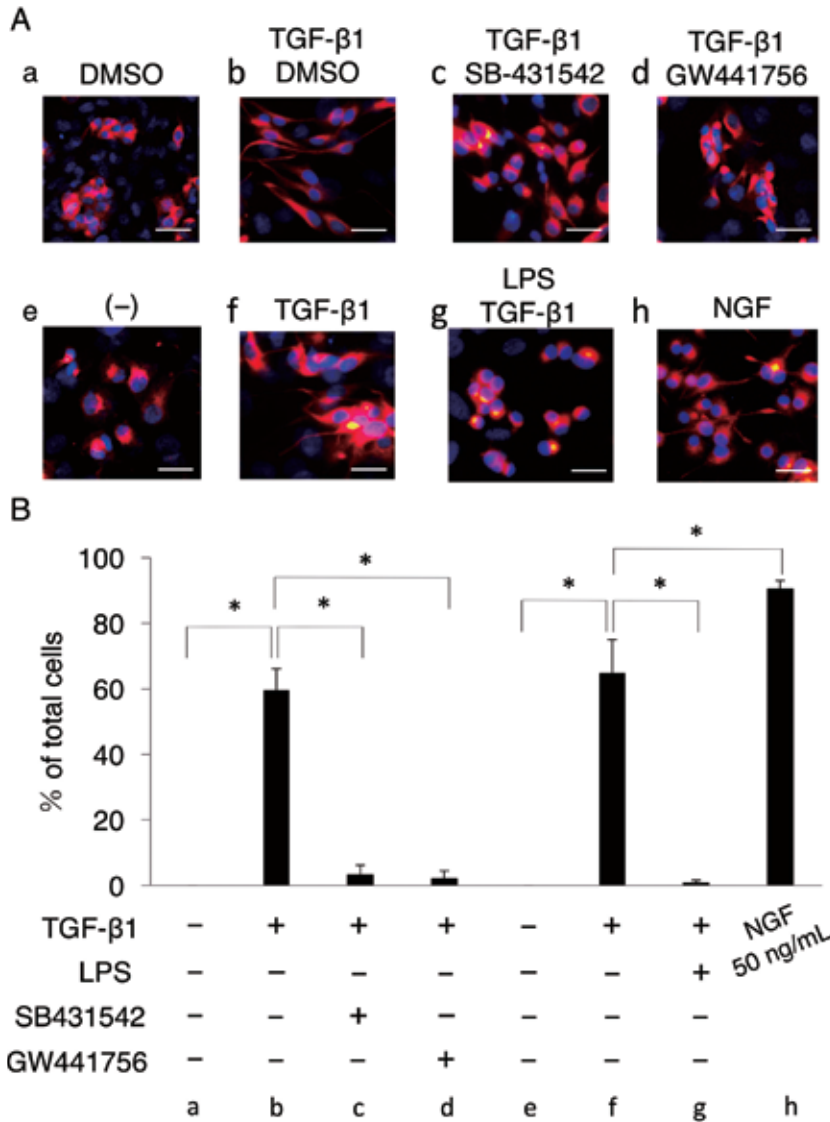 A
a DMSO
b TGF-β1 DMSO
c TGF-β1 SB-431542
d TGF-β1 GW441756
e (–)
f TGF-β1
g LPS TGF-β1
h NGF
B
% of total cells
100
80
60
40
20
0
* * * * * *
TGF-β1 – + + + – + + NGF 50 ng/mL
LPS – – – – – – +
SB431542 – – + – – – –
GW441756 – – – + – – –
a b c d e f g h